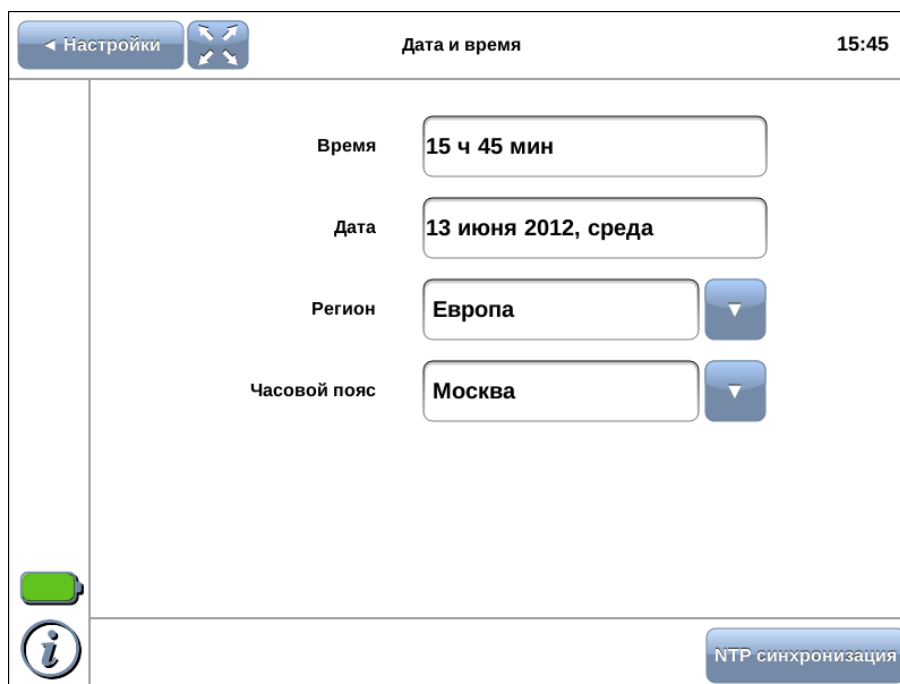 ◄ Настройки
Дата и время
15:45
Время
15 ч 45 мин
Дата
13 июня 2012, среда
Регион
Европа
Часовой пояс
Москва
i
NTP синхронизация